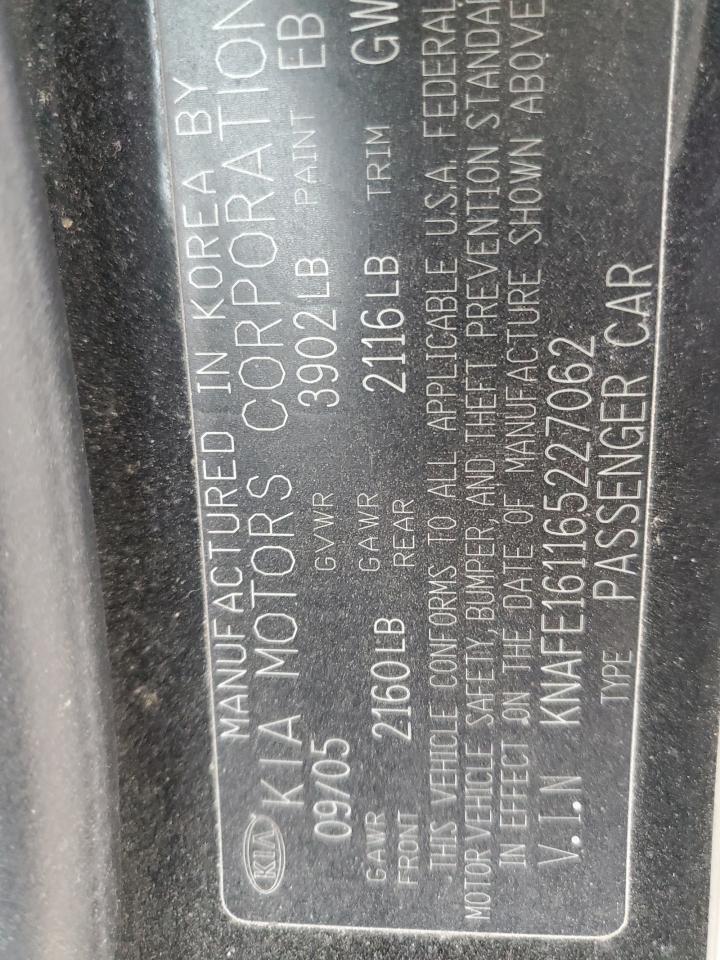 MANUFACTURED IN KOREA BY
KIA KIA MOTORS CORPORATION
09/05 GVWR 3902LB PAINT EB
GAWR FRONT 2160LB GAWR REAR 2116LB TRIM GW
THIS VEHICLE CONFORMS TO ALL APPLICABLE U.S.A. FEDERAL
MOTOR VEHICLE SAFETY, BUMPER, AND THEFT PREVENTION STANDA
IN EFFECT ON THE DATE OF MANUFACTURE SHOWN ABOVE
V.I.N KNAFE161165227062
TYPE PASSENGER CAR